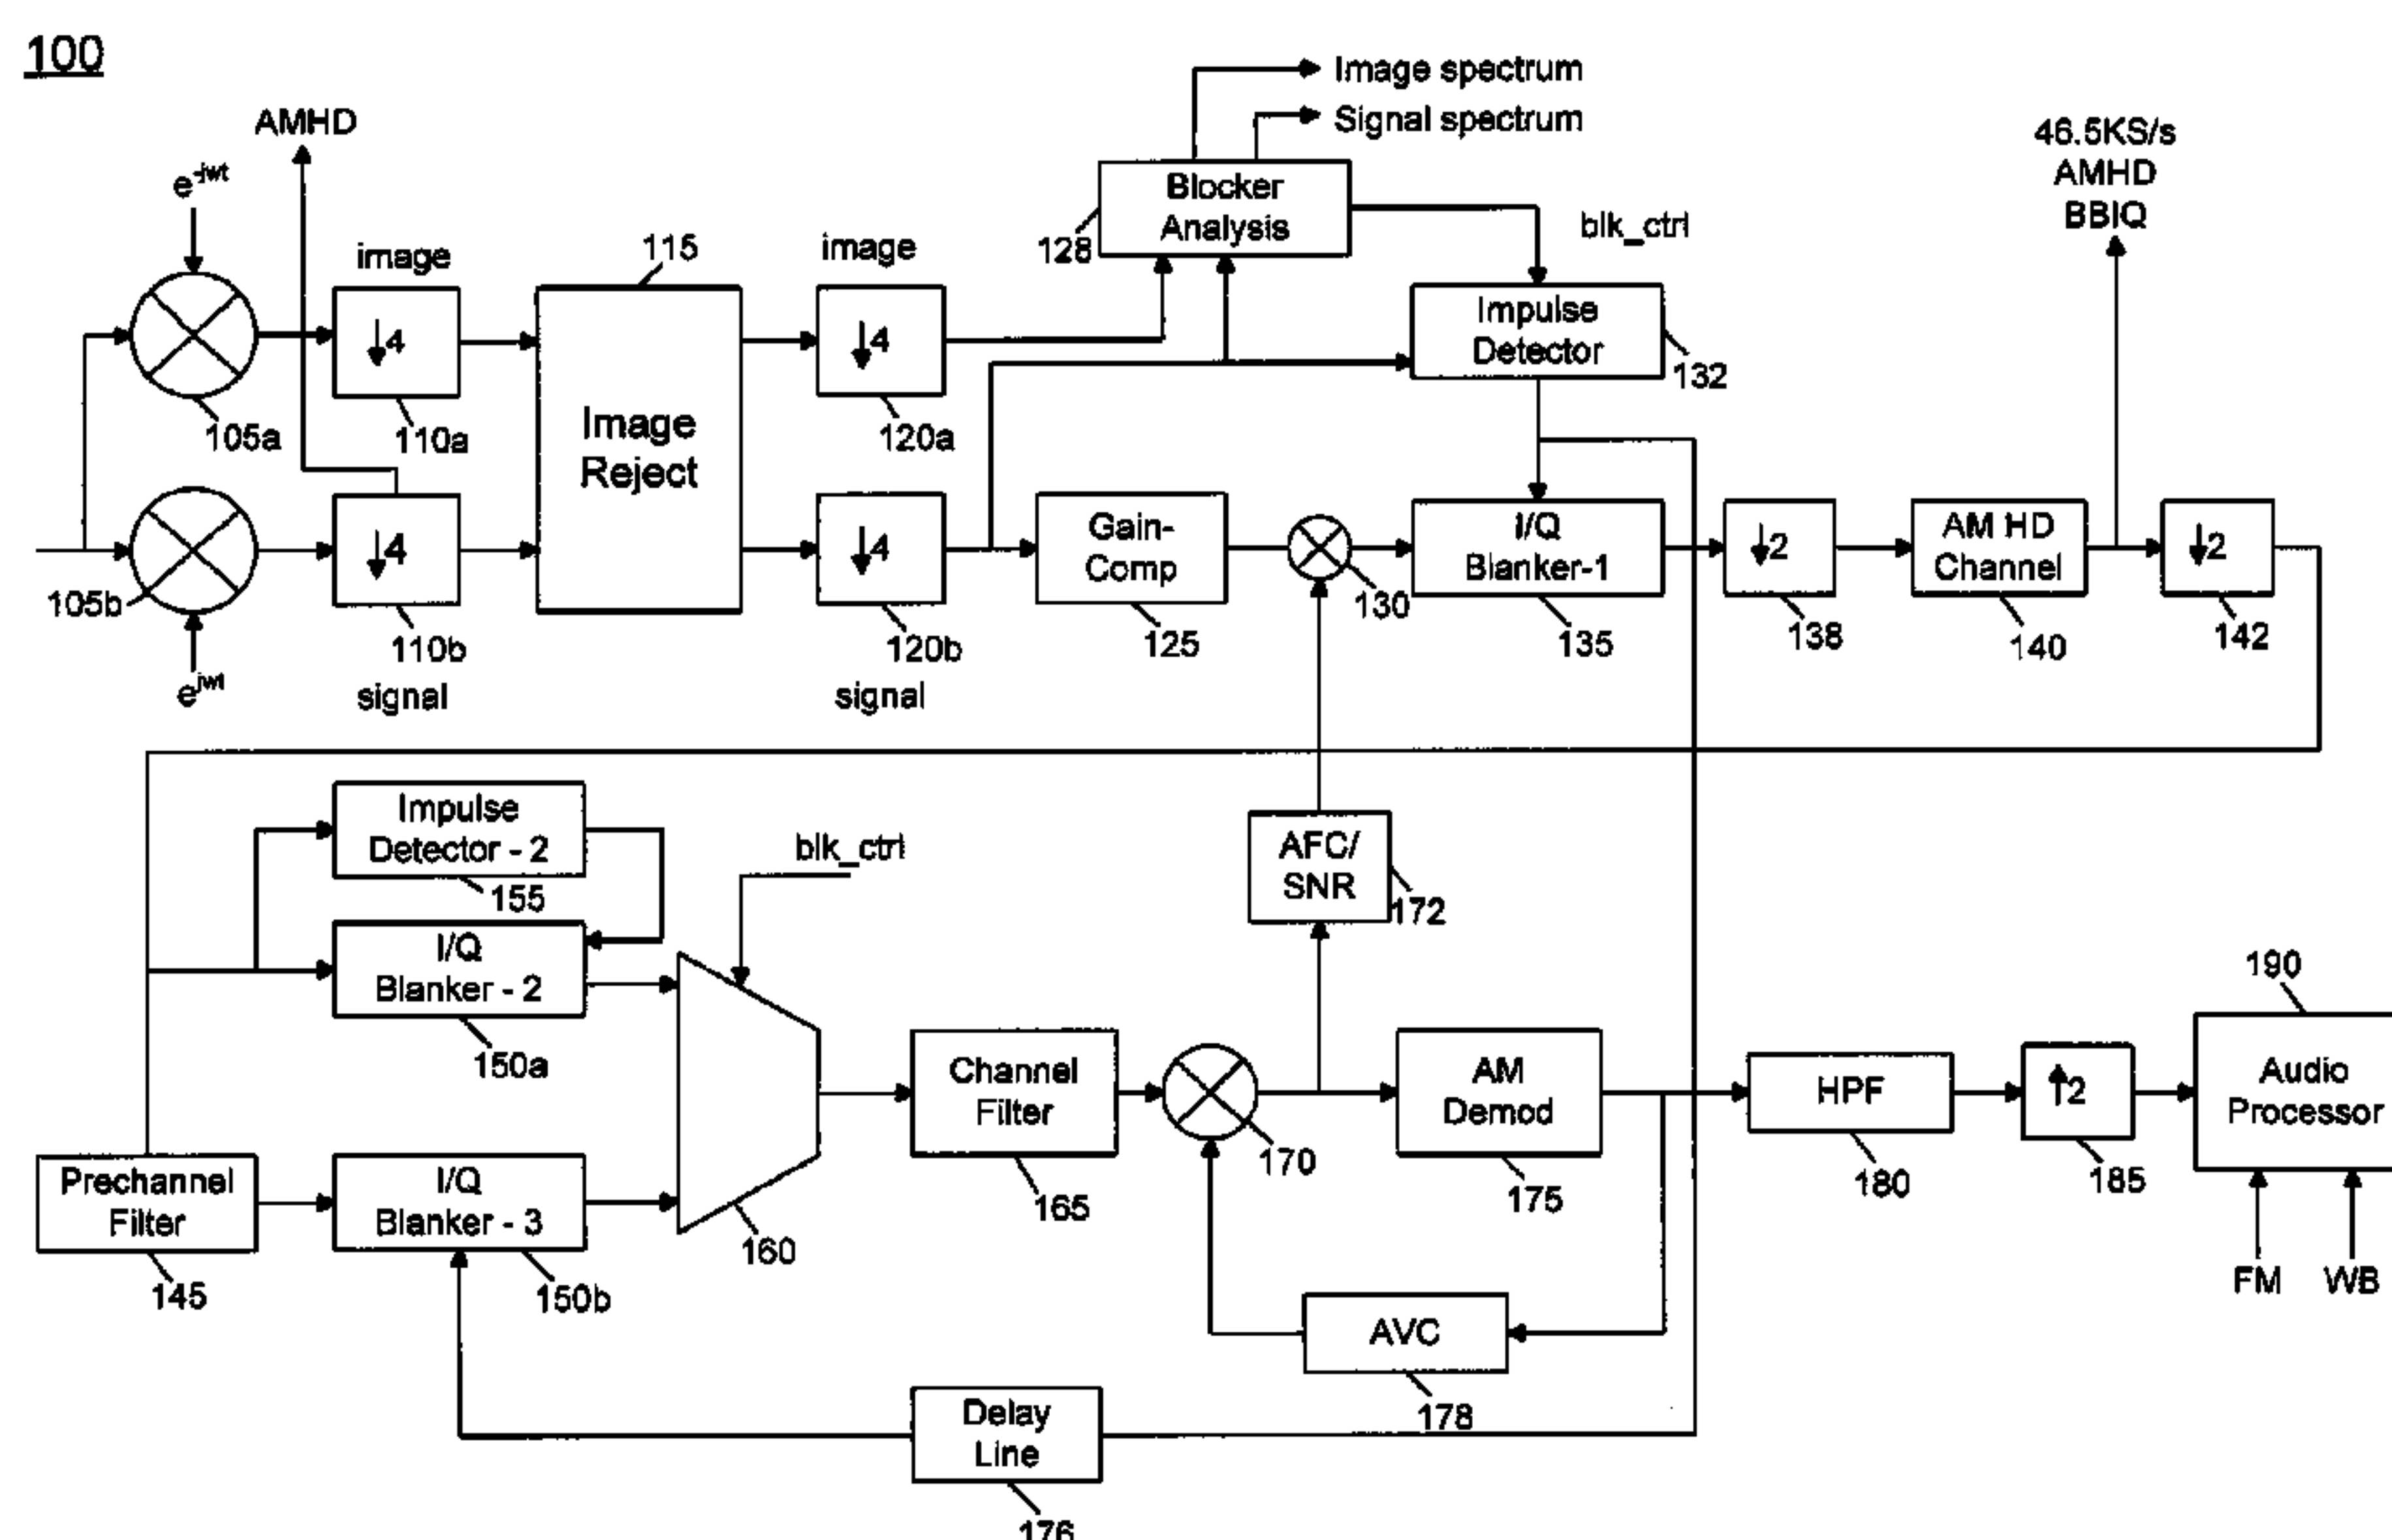 100
AMHD
e-jwt
image
115
image
Image spectrum
Signal spectrum
Blocker
Analysis
128
blk_ctrl
46.5KS/s
AMHD
BBIQ
↓4
↓4
Impulse
Detector
132
105a
110a
Image
Reject
120a
↓4
↓4
Gain-
Comp
I/Q
Blanker-1
↓2
AM HD
Channel
↓2
105b
130
ejwt
110b
120b
125
135
138
140
142
signal
signal
Impulse
Detector - 2
155
blk_ctrl
AFC/
SNR
172
I/Q
Blanker - 2
150a
190
Channel
Filter
AM
Demod
HPF
↑2
Audio
Processor
170
165
175
180
185
Prechannel
Filter
I/Q
Blanker - 3
160
145
150b
FM
WB
AVC
178
Delay
Line
176